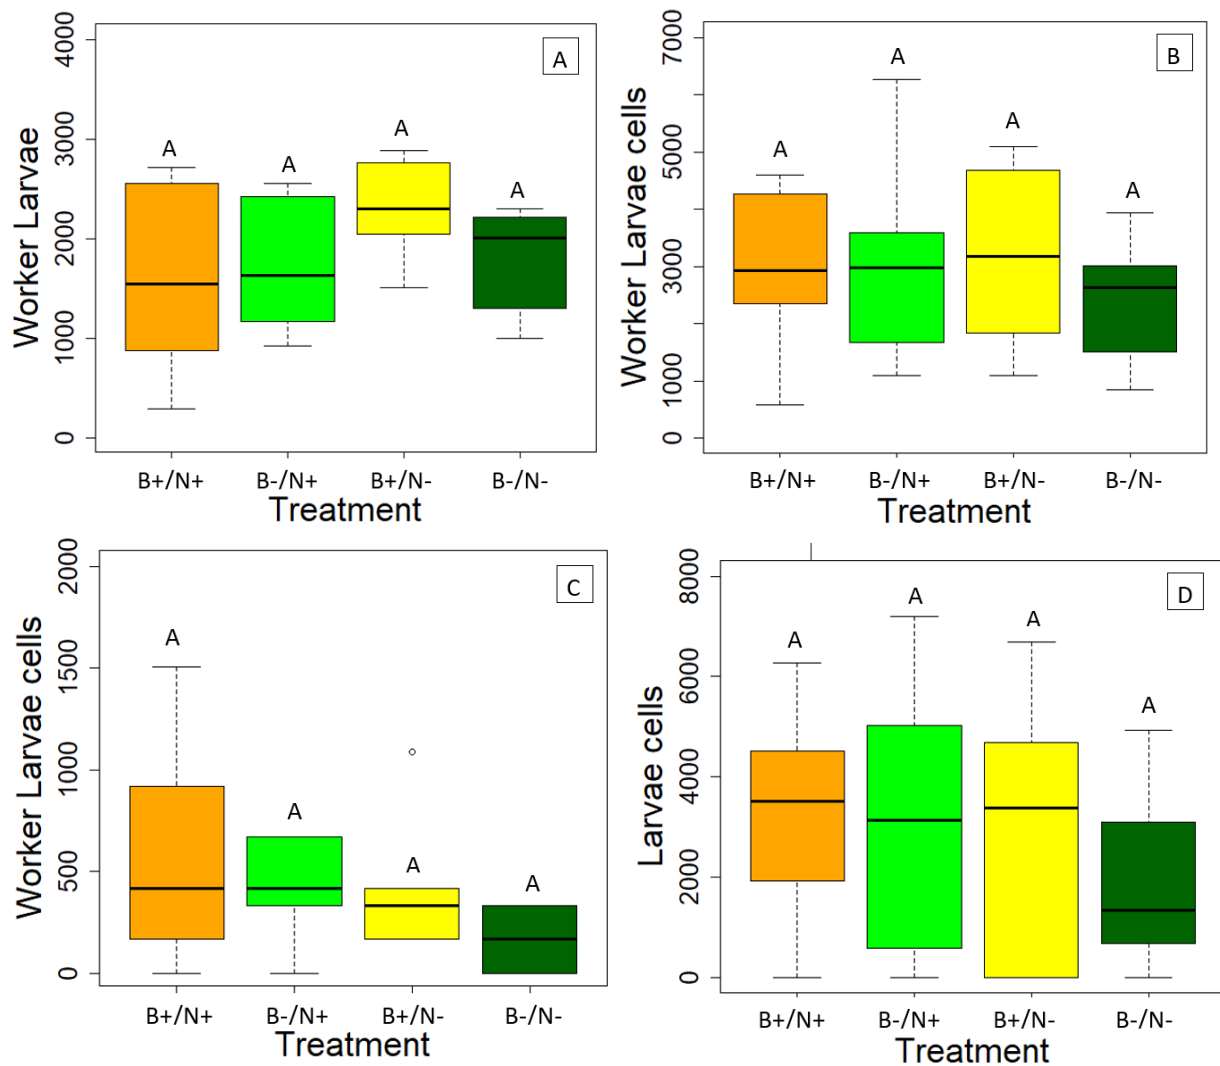 A
Worker Larvae
4000
3000
2000
1000
0
A
A
A
A
B+/N+
B-/N+
B+/N-
B-/N-
Treatment
B
Worker Larvae cells
7000
5000
3000
1000
0
A
A
A
A
B+/N+
B-/N+
B+/N-
B-/N-
Treatment
C
Worker Larvae cells
2000
1500
1000
500
0
A
A
A
A
B+/N+
B-/N+
B+/N-
B-/N-
Treatment
D
Larvae cells
8000
6000
4000
2000
0
A
A
A
A
B+/N+
B-/N+
B+/N-
B-/N-
Treatment